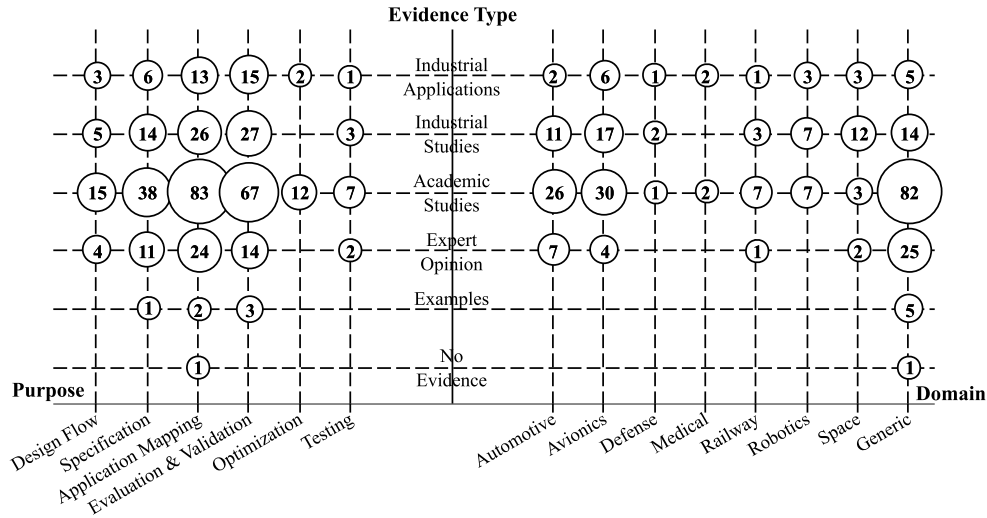 Evidence Type
3 6 13 15 2 1 Industrial Applications 2 6 1 2 1 3 3 5
5 14 26 27 3 Industrial Studies 11 17 2 3 7 12 14
15 38 83 67 12 7 Academic Studies 26 30 1 2 7 7 3 82
4 11 24 14 2 Expert Opinion 7 4 1 2 25
1 2 3 Examples 5
1 No Evidence 1
Purpose Domain
Design Flow
Specification
Application Mapping
Evaluation & Validation
Optimization
Testing
Automotive
Avionics
Defense
Medical
Railway
Robotics
Space
Generic